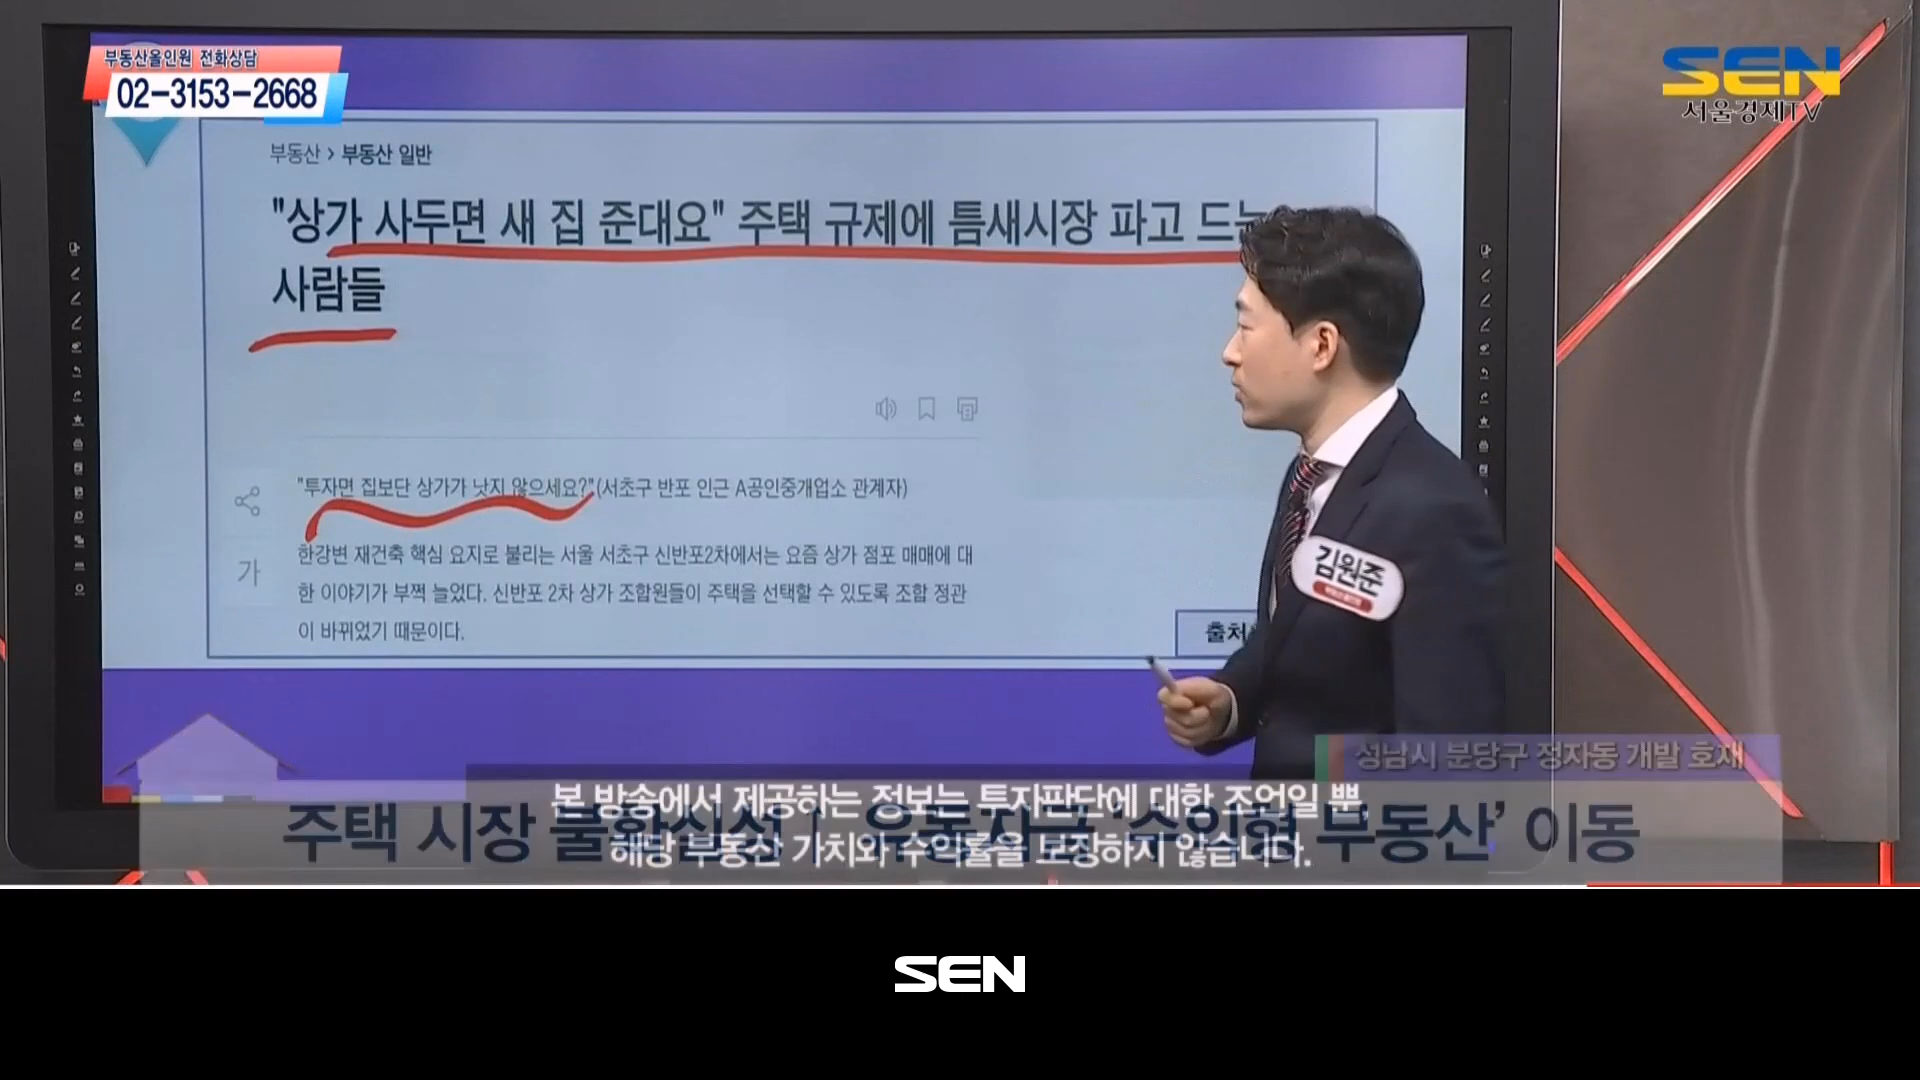 부동산올인원 전화상담
02-3153-2668
SEN
서울경제TV
부동산 > 부동산 일반
"상가 사두면 새 집 준대요" 주택 규제에 틈새시장 파고 드는
사람들
"투자면 집보단 상가가 낫지 않으세요?"(서초구 반포 인근 A공인중개업소 관계자)
가
한강변 재건축 핵심 요지로 불리는 서울 서초구 신반포2차에서는 요즘 상가 점포 매매에 대
한 이야기가 부쩍 늘었다. 신반포 2차 상가 조합원들이 주택을 선택할 수 있도록 조합 정관
이 바뀌었기 때문이다.
출처
김원준
성남시 분당구 정자동 개발 호재
주택 시장 유동자금 '수익형 부동산' 이동
본 방송에서 제공하는 정보는 투자판단에 대한 조언일 뿐,
해당 부동산 가치와 수익률을 보장하지 않습니다.
SEN